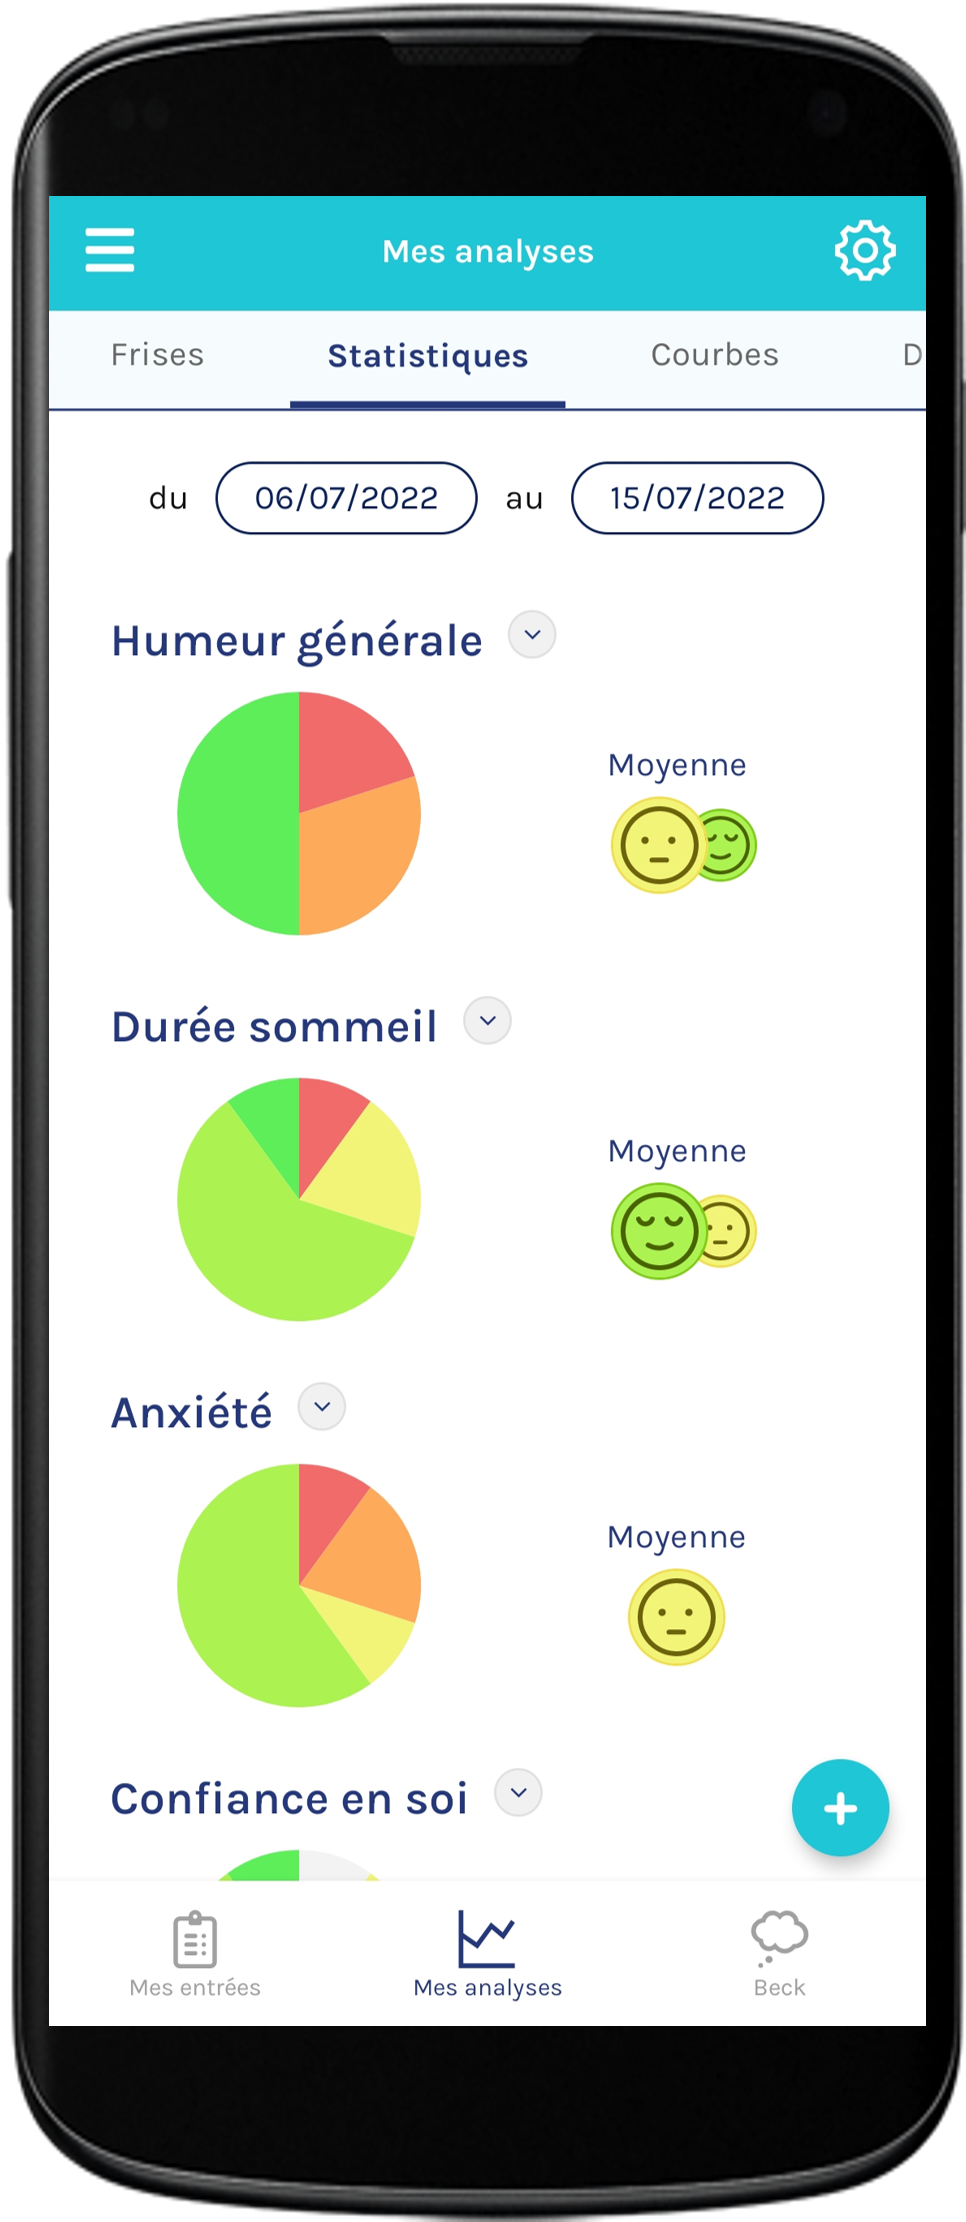 Mes analyses
Frises Statistiques Courbes D
du 06/07/2022 au 15/07/2022
Humeur générale
Moyenne
Durée sommeil
Moyenne
Anxiété
Moyenne
Confiance en soi
Mes entrées Mes analyses Beck